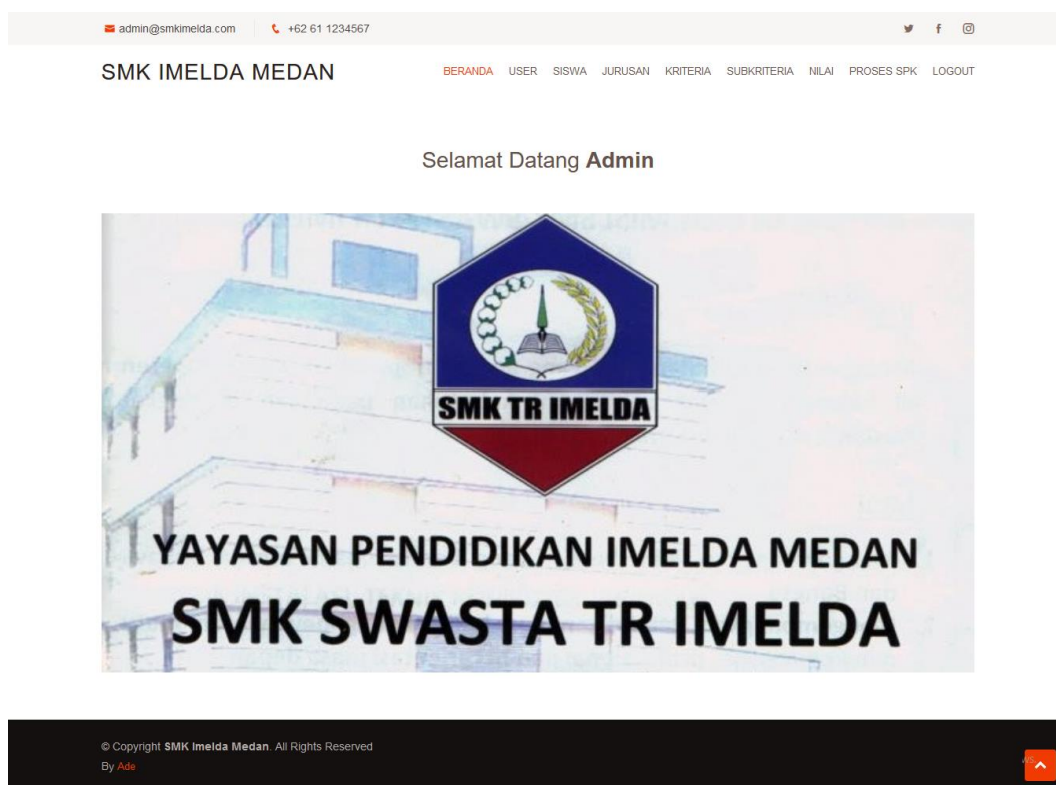 admin@smkimelda.com +62 61 1234567
SMK IMELDA MEDAN BERANDA USER SISWA JURUSAN KRITERIA SUBKRITERIA NILAI PROSES SPK LOGOUT
Selamat Datang Admin
SMK TR IMELDA
YAYASAN PENDIDIKAN IMELDA MEDAN
SMK SWASTA TR IMELDA
© Copyright SMK Imelda Medan. All Rights Reserved
By Ade